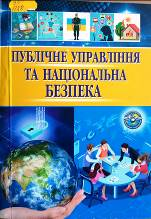 ПУБЛІЧНЕ УПРАВЛІННЯ
ТА НАЦІОНАЛЬНА
БЕЗПЕКА